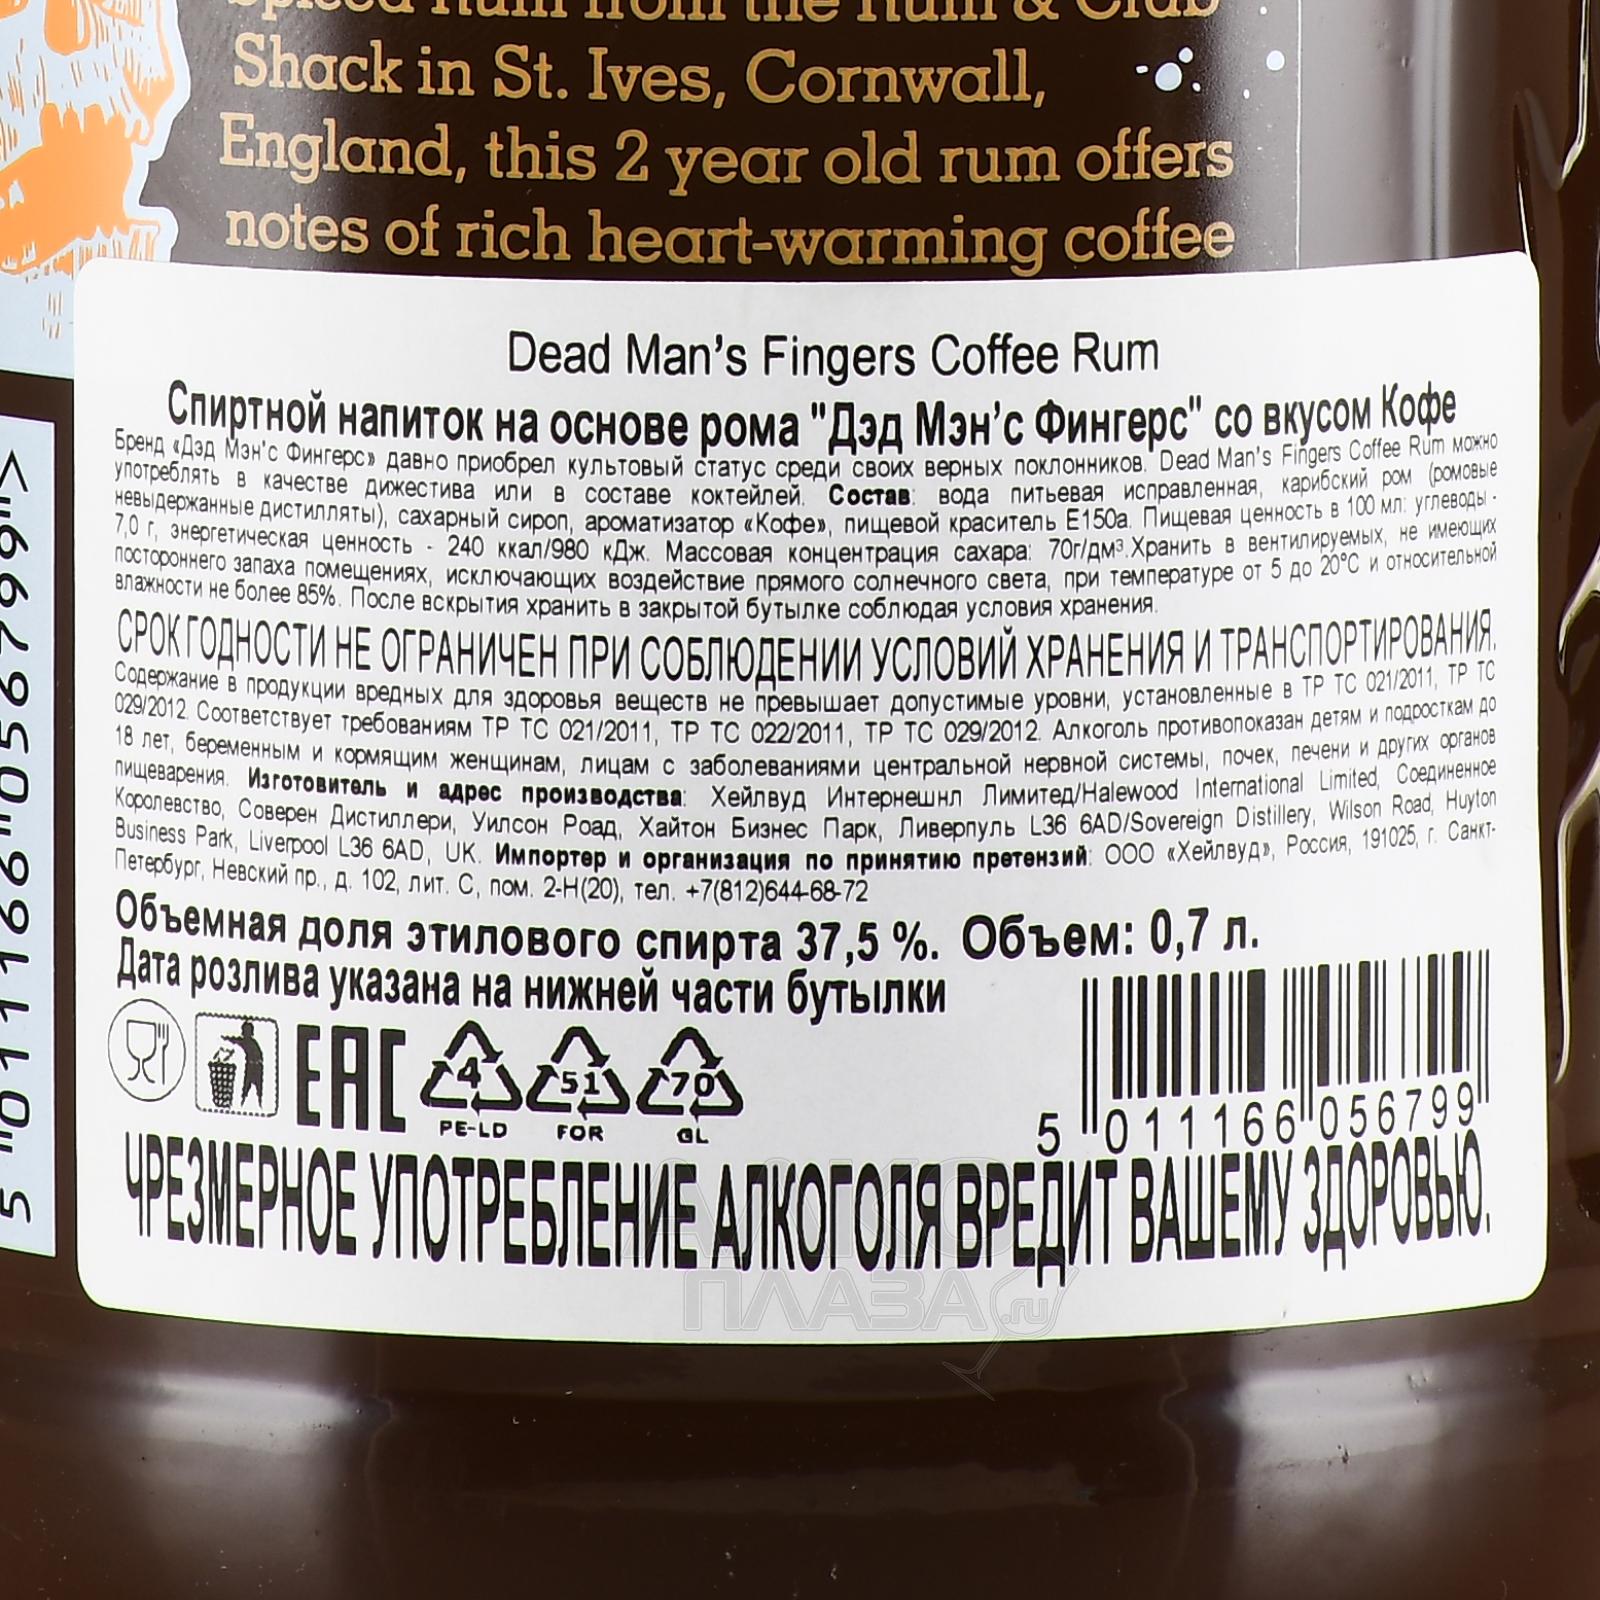 Spiced Rum from the Rum & Crab
Shack in St. Ives, Cornwall,
England, this 2 year old rum offers
notes of rich heart-warming coffee
Dead Man's Fingers Coffee Rum
Спиртной напиток на основе рома "Дэд Мэн'с Фингерс" со вкусом Кофе
Бренд «Дэд Мэн'с Фингерс» давно приобрел культовый статус среди своих верных поклонников. Dead Man's Fingers Coffee Rum можно
употреблять в качестве дижестива или в составе коктейлей. Состав: вода питьевая исправленная, карибский ром (ромовые
невыдержанные дистилляты), сахарный сироп, ароматизатор «Кофе», пищевой краситель Е150а. Пищевая ценность в 100 мл: углеводы -
7,0 г, энергетическая ценность - 240 ккал/980 кДж. Массовая концентрация сахара: 70г/дм³.Хранить в вентилируемых, не имеющих
постороннего запаха помещениях, исключающих воздействие прямого солнечного света, при температуре от 5 до 20°С и относительной
влажности не более 85%. После вскрытия хранить в закрытой бутылке соблюдая условия хранения.
СРОК ГОДНОСТИ НЕ ОГРАНИЧЕН ПРИ СОБЛЮДЕНИИ УСЛОВИЙ ХРАНЕНИЯ И ТРАНСПОРТИРОВАНИЯ.
Содержание в продукции вредных для здоровья веществ не превышает допустимые уровни, установленные в ТР ТС 021/2011, ТР ТС
029/2012. Соответствует требованиям ТР ТС 021/2011, ТР ТС 022/2011, ТР ТС 029/2012. Алкоголь противопоказан детям и подросткам до
18 лет, беременным и кормящим женщинам, лицам с заболеваниями центральной нервной системы, почек, печени и других органов
пищеварения. Изготовитель и адрес производства: Хейлвуд Интернешнл Лимитед/Halewood International Limited, Соединенное
Королевство, Соверен Дистиллери, Уилсон Роад, Хайтон Бизнес Парк, Ливерпуль L36 6AD/Sovereign Distillery, Wilson Road, Huyton
Business Park, Liverpool L36 6AD, UK. Импортер и организация по принятию претензий: ООО «Хейлвуд», Россия, 191025, г. Санкт-
Петербург, Невский пр., д. 102, лит. С, пом. 2-Н(20), тел. +7(812)644-68-72
Объемная доля этилового спирта 37,5 %. Объем: 0,7 л.
Дата розлива указана на нижней части бутылки
EAC 4 51 70
PE-LD FOR GL
5 011166 056799
ЧРЕЗМЕРНОЕ УПОТРЕБЛЕНИЕ АЛКОГОЛЯ ВРЕДИТ ВАШЕМУ ЗДОРОВЬЮ.
АЛКО
ПЛАЗА.ru
5 011166 056799 >